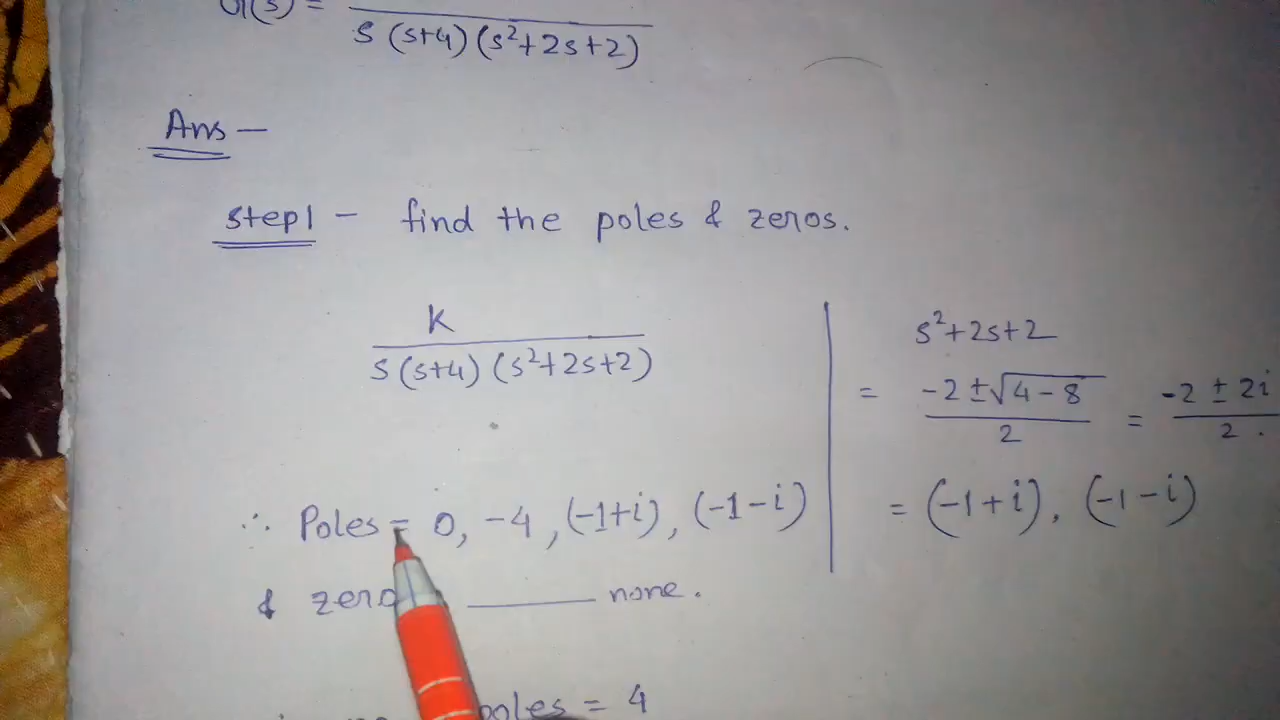 G(s) =
s(s+4)(s²+2s+2)
Ans –
step1 – find the poles & zeros.
K
s(s+4)(s²+2s+2)
s²+2s+2
= -2±√4-8 / 2 = -2 ± 2i / 2.
= (-1+i), (-1-i)
∴ Poles = 0, -4, (-1+i), (-1-i)
& ——— none.
poles = 4